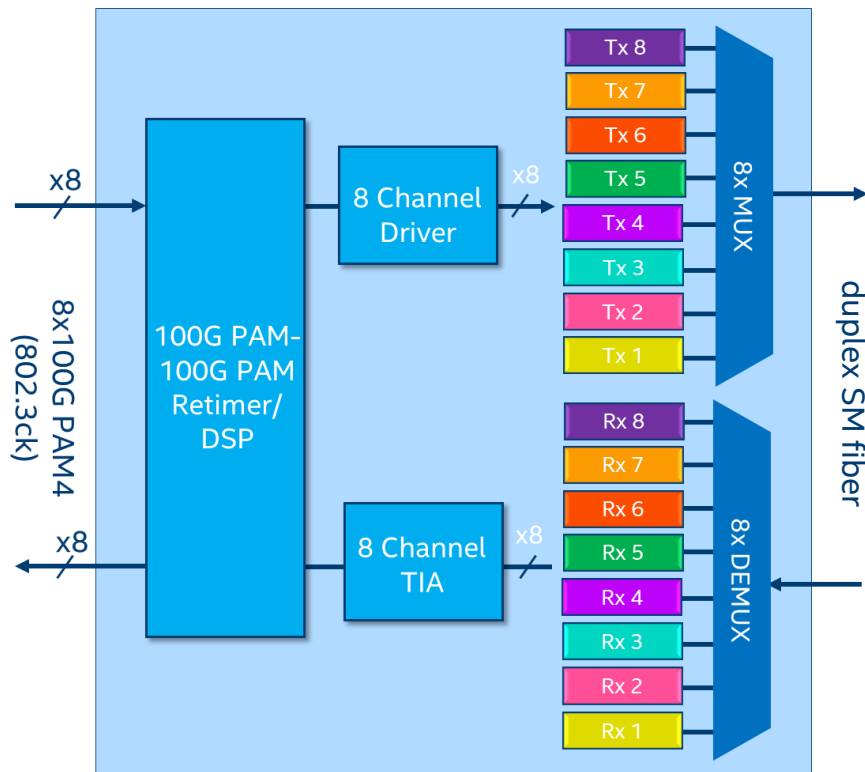 x8
8x100G PAM4
(802.3ck)
x8
100G PAM-
100G PAM
Retimer/
DSP
8 Channel
Driver
x8
8 Channel
TIA
x8
Tx 8
Tx 7
Tx 6
Tx 5
Tx 4
Tx 3
Tx 2
Tx 1
8x MUX
Rx 8
Rx 7
Rx 6
Rx 5
Rx 4
Rx 3
Rx 2
Rx 1
8x DEMUX
duplex SM fiber